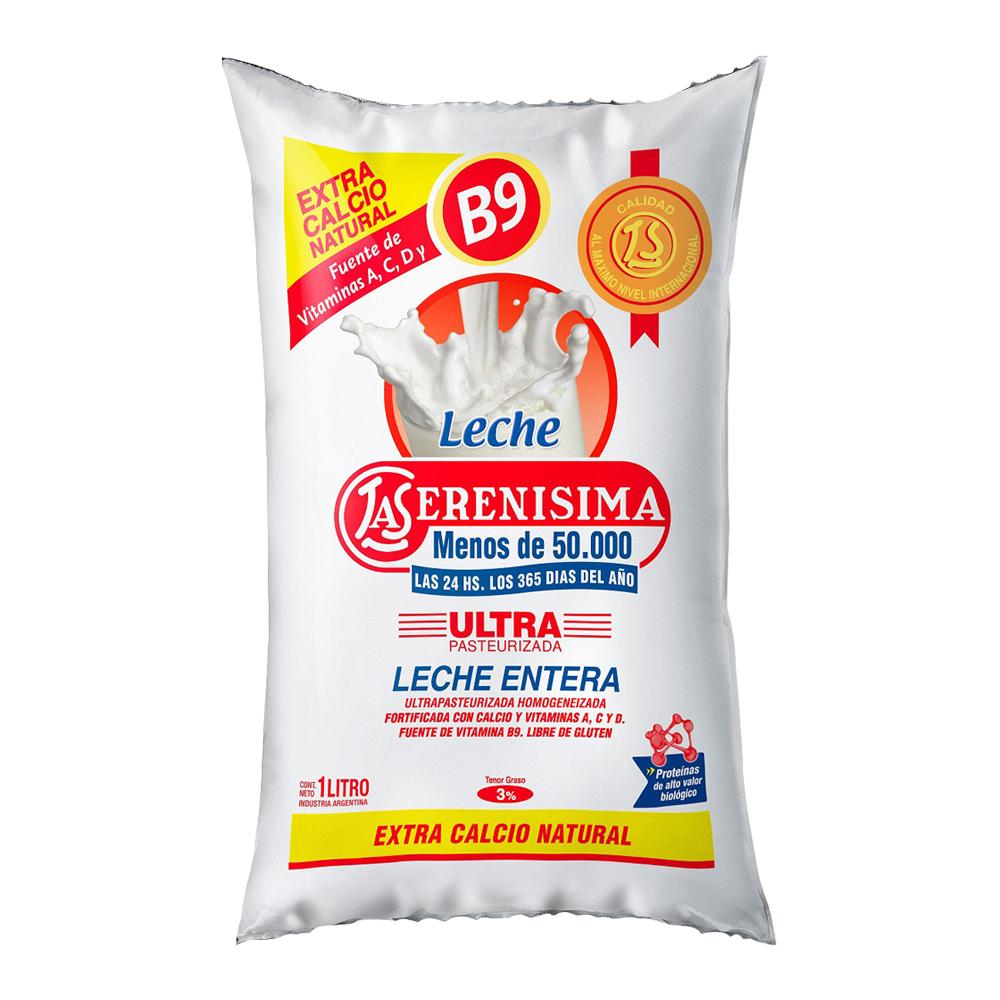 EXTRA
CALCIO
NATURAL
Fuente de
Vitaminas A, C, D y
B9
CALIDAD
LS
AL MAXIMO NIVEL INTERNACIONAL
Leche
LA SERENISIMA
Menos de 50.000
LAS 24 HS. LOS 365 DIAS DEL AÑO
ULTRA
PASTEURIZADA
LECHE ENTERA
ULTRAPASTEURIZADA HOMOGENEIZADA
FORTIFICADA CON CALCIO Y VITAMINAS A, C Y D.
FUENTE DE VITAMINA B9. LIBRE DE GLUTEN
Proteínas
de alto valor
biológico
CONT.
NETO 1 LITRO
INDUSTRIA ARGENTINA
Tenor Graso
3%
EXTRA CALCIO NATURAL